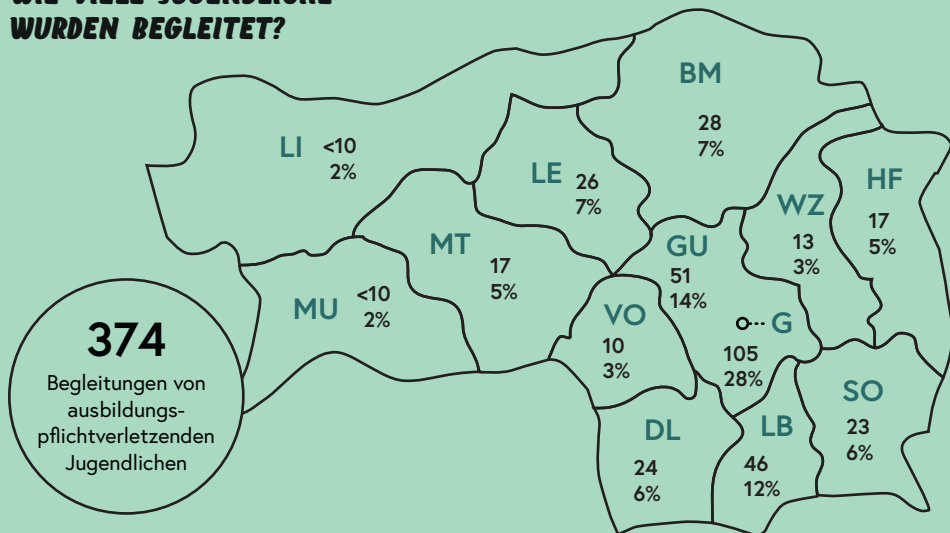 WURDEN BEGLEITET?
BM
28
7%
LI <10
2%
LE 26
7%
HF
17
5%
WZ
13
3%
MT
17
5%
GU
51
14%
MU <10
2%
VO
10
3%
G
105
28%
374
Begleitungen von
ausbildungs-
pflichtverletzenden
Jugendlichen
DL
24
6%
LB
46
12%
SO
23
6%